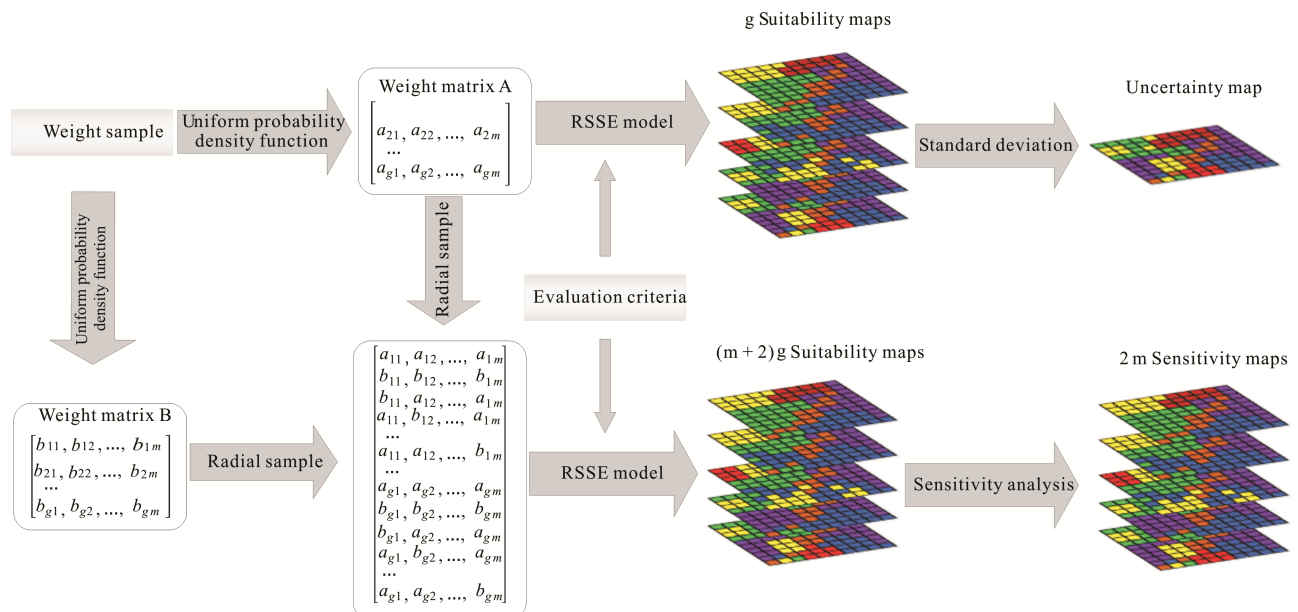 g Suitability maps
Weight matrix A
Uncertainty map
Weight sample
Uniform probability
density function
[a21, a22, ..., a2m
...
ag1, ag2, ..., agm]
RSSE model
Standard deviation
Uniform probability
density function
Radial sample
Evaluation criteria
(m + 2) g Suitability maps
2 m Sensitivity maps
Weight matrix B
[b11, b12, ..., b1m
b21, b22, ..., b2m
...
bg1, bg2, ..., bgm]
Radial sample
[a11, a12, ..., a1m
b11, b12, ..., b1m
b11, a12, ..., a1m
a11, b12, ..., a1m
...
a11, a12, ..., b1m
...
ag1, ag2, ..., agm
bg1, bg2, ..., bgm
bg1, ag2, ..., agm
ag1, bg2, ..., agm
...
ag1, ag2, ..., bgm]
RSSE model
Sensitivity analysis